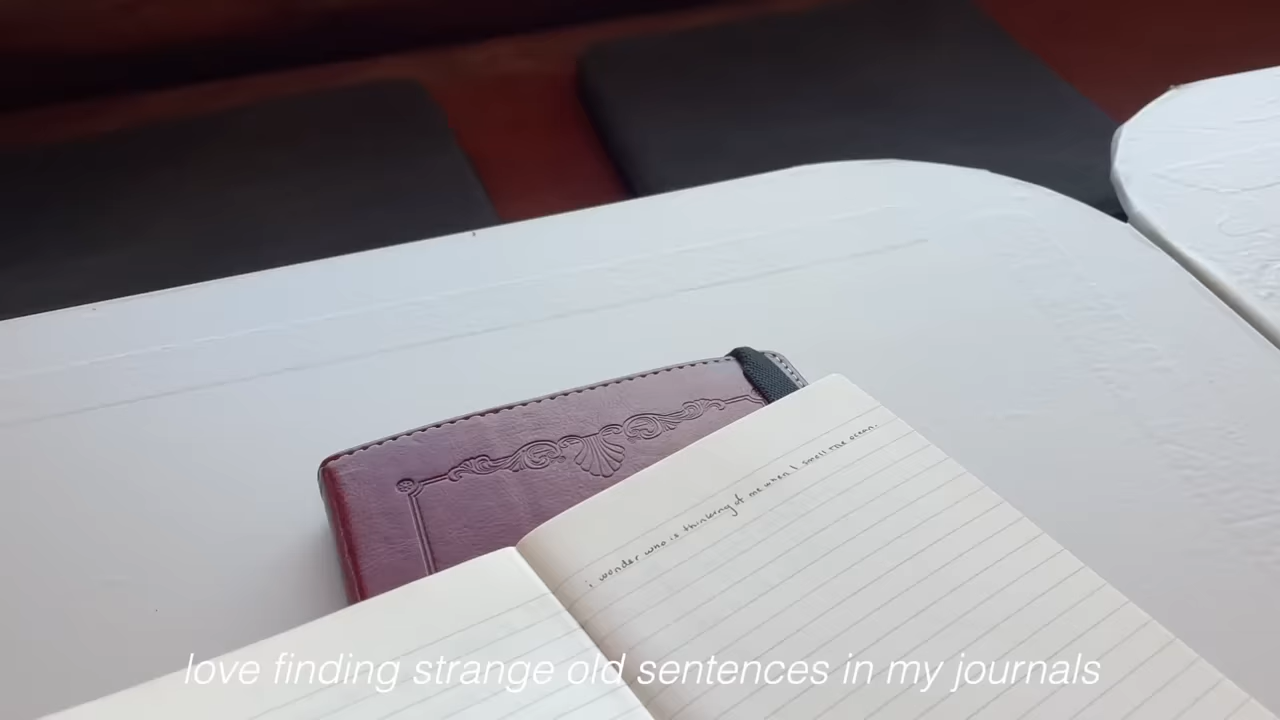 i wonder who is thinking of me when I smell the ocean.
love finding strange old sentences in my journals